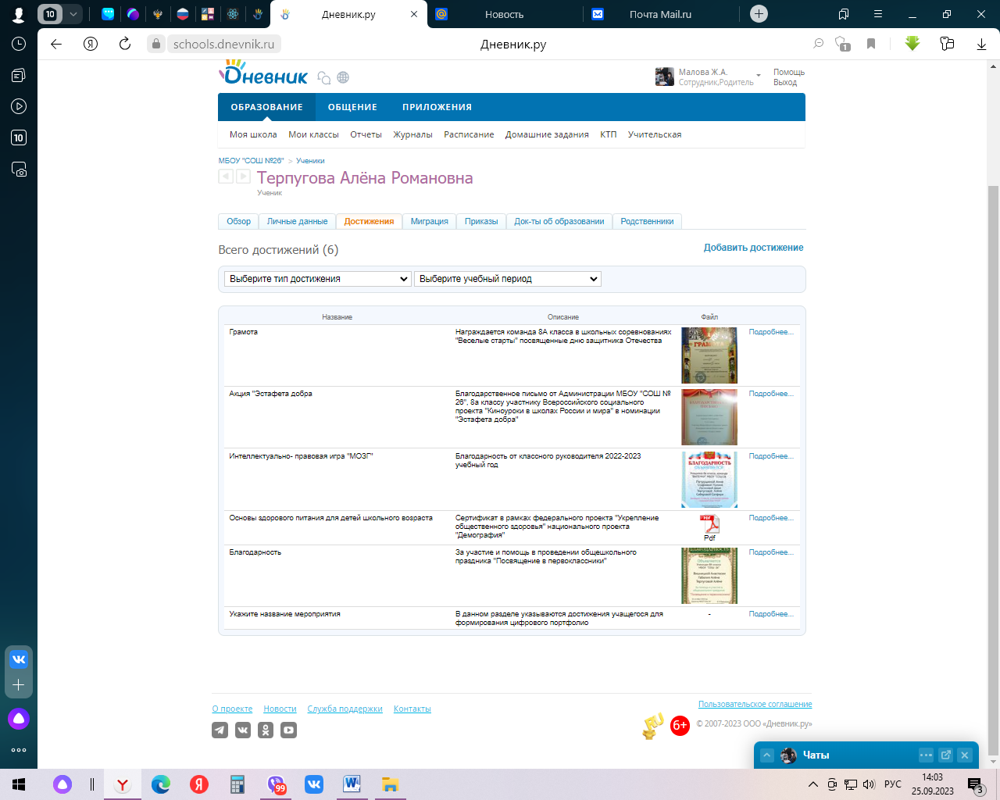 10
Дневник.ру
Новость
Почта Mail.ru
schools.dnevnik.ru
Дневник.ру
1
10
Дневник
Малова Ж.А.
Сотрудник,Родитель
Помощь
Выход
ОБРАЗОВАНИЕ
ОБЩЕНИЕ
ПРИЛОЖЕНИЯ
Моя школа Мои классы Отчеты Журналы Расписание Домашние задания КТП Учительская
МБОУ "СОШ №26" > Ученики
Терпугова Алёна Романовна
Ученик
Обзор Личные данные Достижения Миграция Приказы Док-ты об образовании Родственники
Всего достижений (6)
Добавить достижение
Выберите тип достижения
Выберите учебный период
Название Описание Файл
Грамота
Награждается команда 8А класса в школьных соревнованиях
"Веселые старты" посвященные дню защитника Отечества
ГРАМОТА
Подробнее...
Акция "Эстафета добра
Благодарственное письмо от Администрации МБОУ "СОШ №
26", 8а классу участнику Всероссийского социального
проекта "Киноуроки в школах России и мира" в номинации
"Эстафета добра"
Подробнее...
Интеллектуально- правовая игра "МОЗГ"
Благодарность от классного руководителя 2022-2023
учебный год
БЛАГОДАРНОСТЬ
Подробнее...
Основы здорового питания для детей школьного возраста
Сертификат в рамках федерального проекта "Укрепление
общественного здоровья" национального проекта
"Демография"
PDF
Pdf
Подробнее...
Благодарность
За участие и помощь в проведении общешкольного
праздника "Посвящение в первоклассники"
БЛАГОДАРНОСТЬ
Объявляется
Подробнее...
Укажите название мероприятия
В данном разделе указываются достижения учащегося для
формирования цифрового портфолио
-
Подробнее...
О проекте Новости Служба поддержки Контакты
Пользовательское соглашение
6+
© 2007-2023 ООО «Дневник.ру»
Чаты
99
РУС
14:03
25.09.2023
3